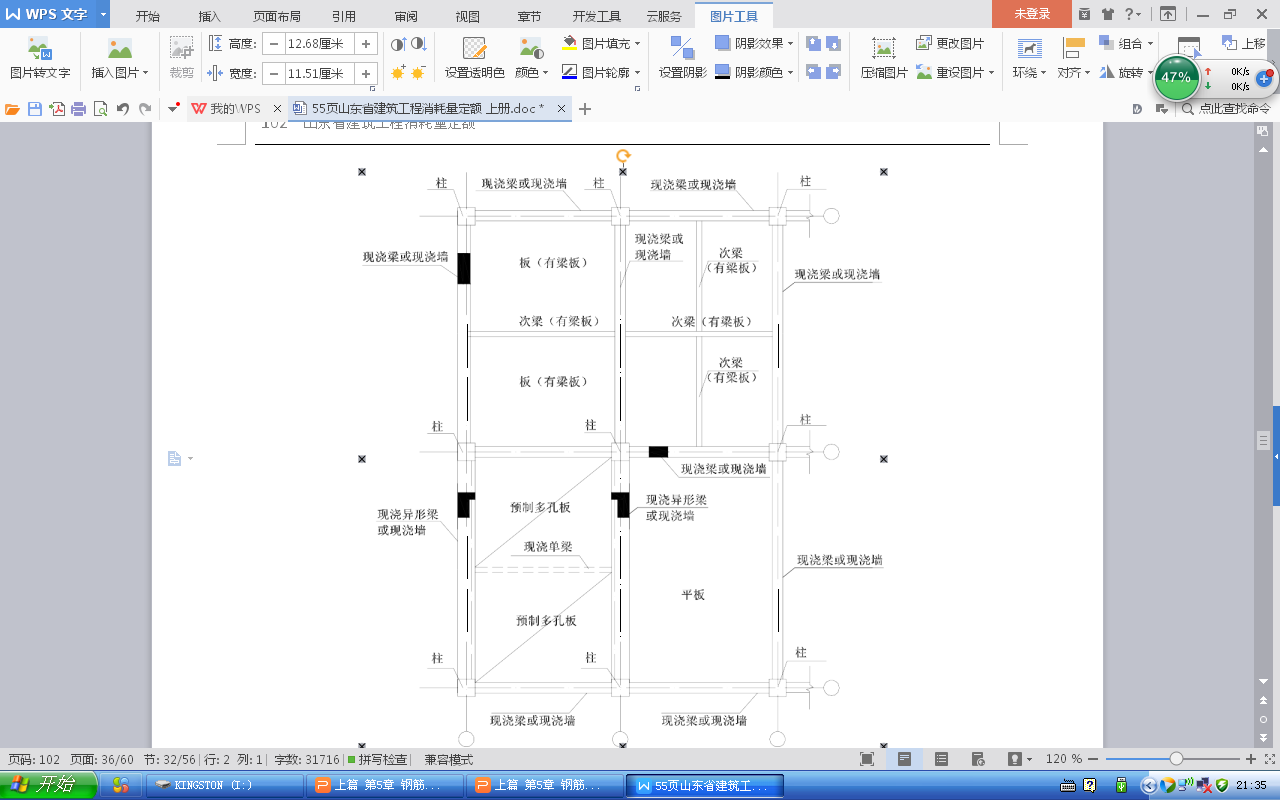 WPS 文字
开始 插入 页面布局 引用 审阅 视图 章节 开发工具 云服务 图片工具 未登录
高度: 12.68厘米 图片填充 阴影效果 更改图片 组合 上移
宽度: 11.51厘米 图片轮廓 阴影颜色 重设图片 旋转
图片转文字 插入图片 裁剪 设置透明色 颜色 设置阴影 压缩图片 环绕 对齐
47% 0K/s
0K/s
我的WPS 55页山东省建筑工程消耗量定额 上册.doc * 点此查找命令
102 山东省建筑工程消耗量定额
柱 现浇梁或现浇墙 柱 现浇梁或现浇墙 柱
现浇梁或现浇墙
板（有梁板）
现浇梁或
现浇墙
次梁
（有梁板）
现浇梁或现浇墙
次梁（有梁板） 次梁（有梁板）
板（有梁板）
次梁
（有梁板）
柱 柱 柱
现浇梁或现浇墙
现浇异形梁
或现浇墙
预制多孔板
现浇异形梁
或现浇墙
现浇单梁
现浇梁或现浇墙
平板
预制多孔板
柱 柱 柱
现浇梁或现浇墙 现浇梁或现浇墙
页码: 102 页面: 36/60 节: 32/56 行: 2 列: 1 字数: 31716 拼写检查 兼容模式 120 %
开始 KINGSTON (I:) 上篇 第5章 钢筋... 上篇 第5章 钢筋... 55页山东省建筑工... 21:35